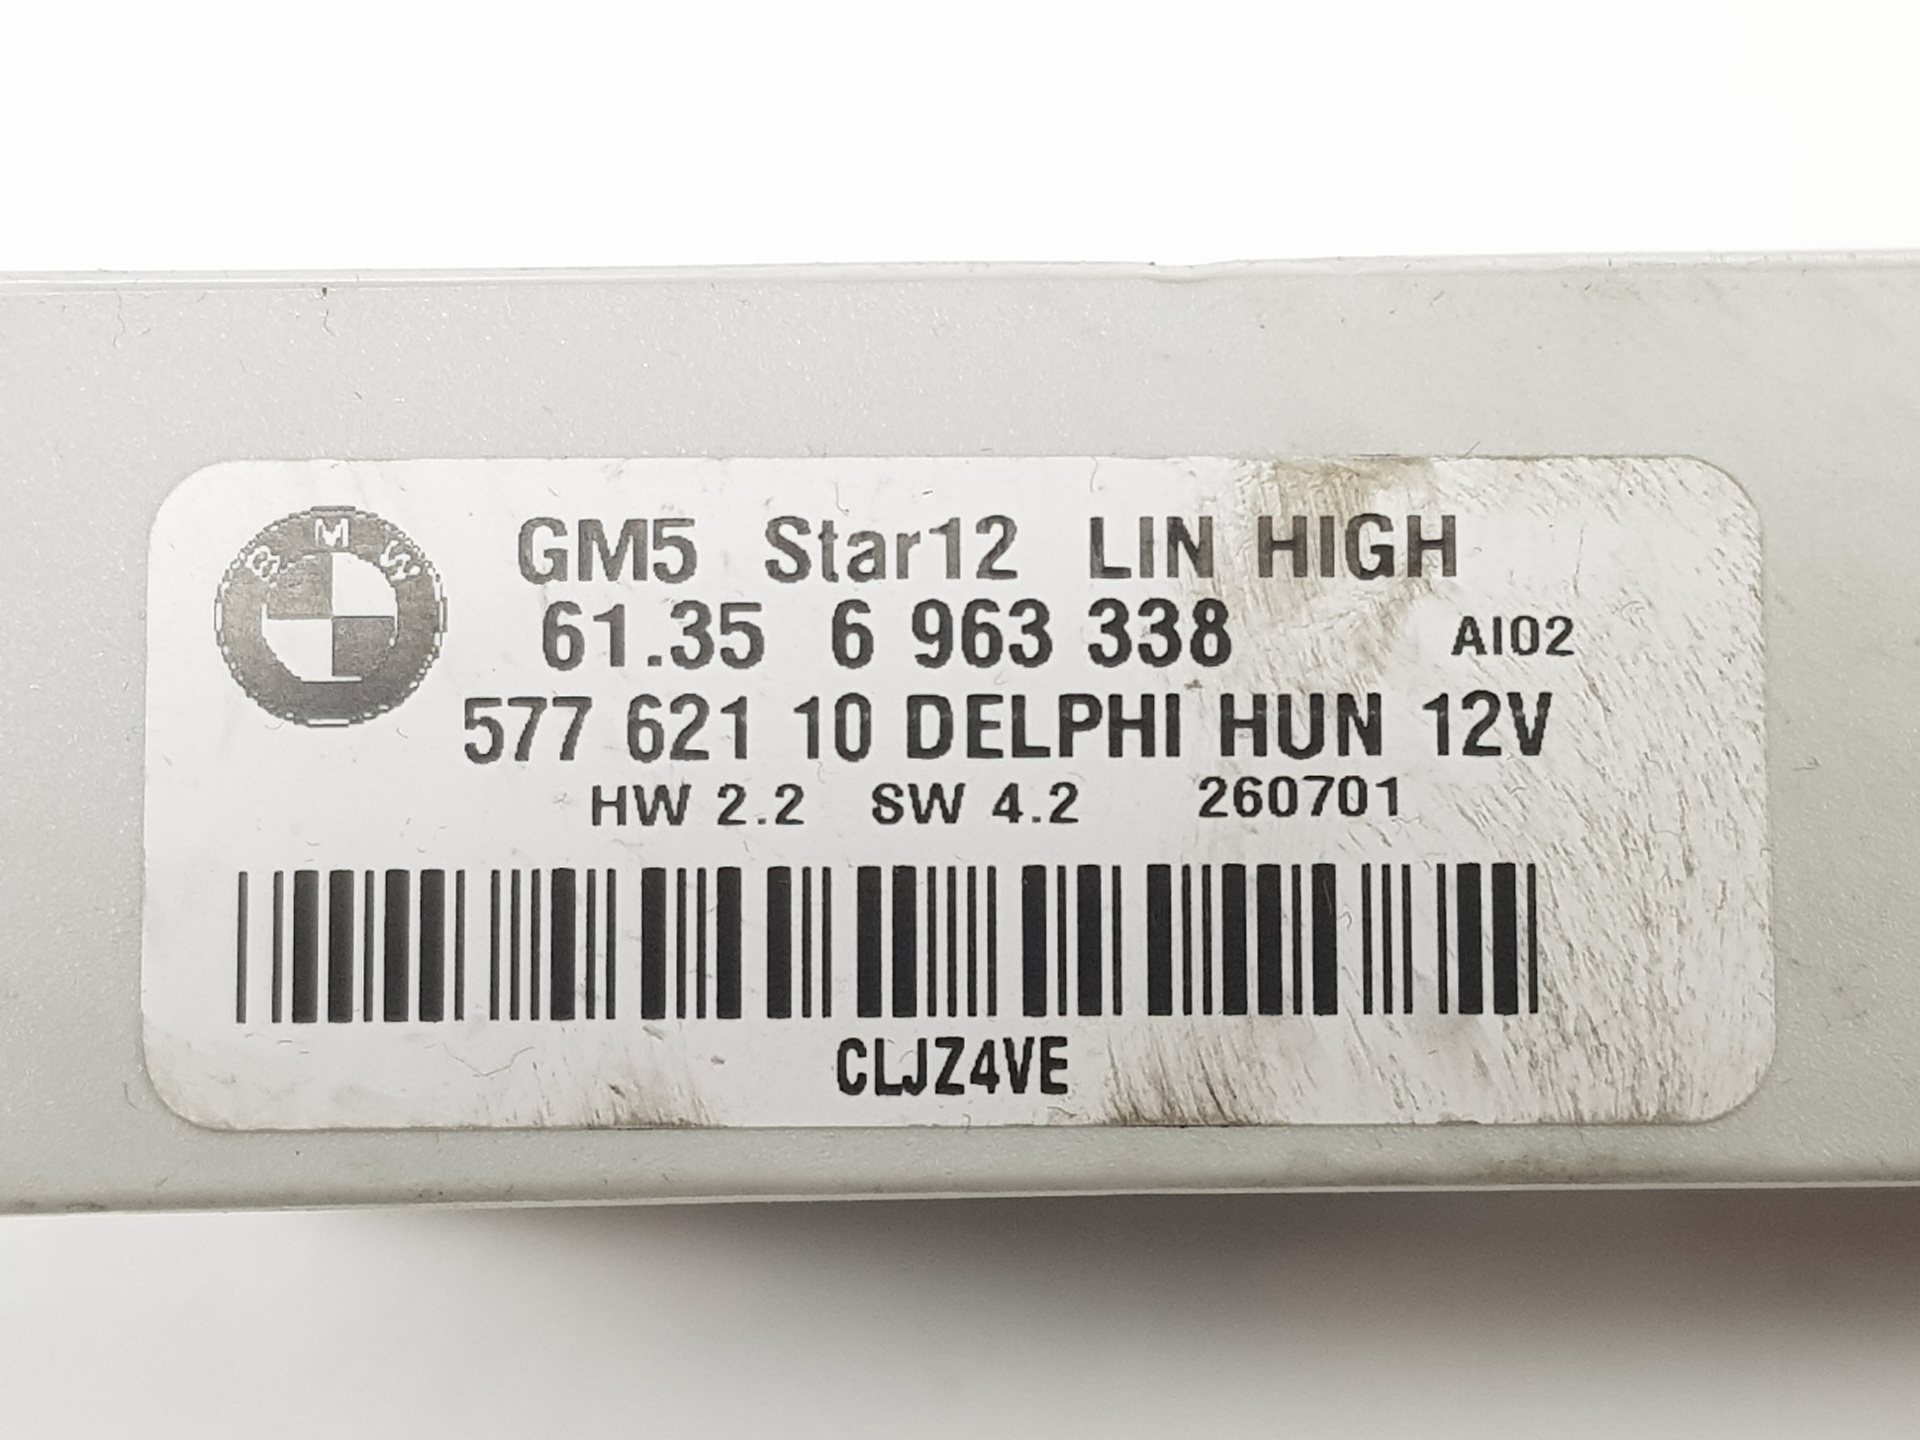 BMW
GM5 Star12 LIN HIGH
61.35 6 963 338 AI02
577 621 10 DELPHI HUN 12V
HW 2.2 SW 4.2 260701
CLJZ4VE